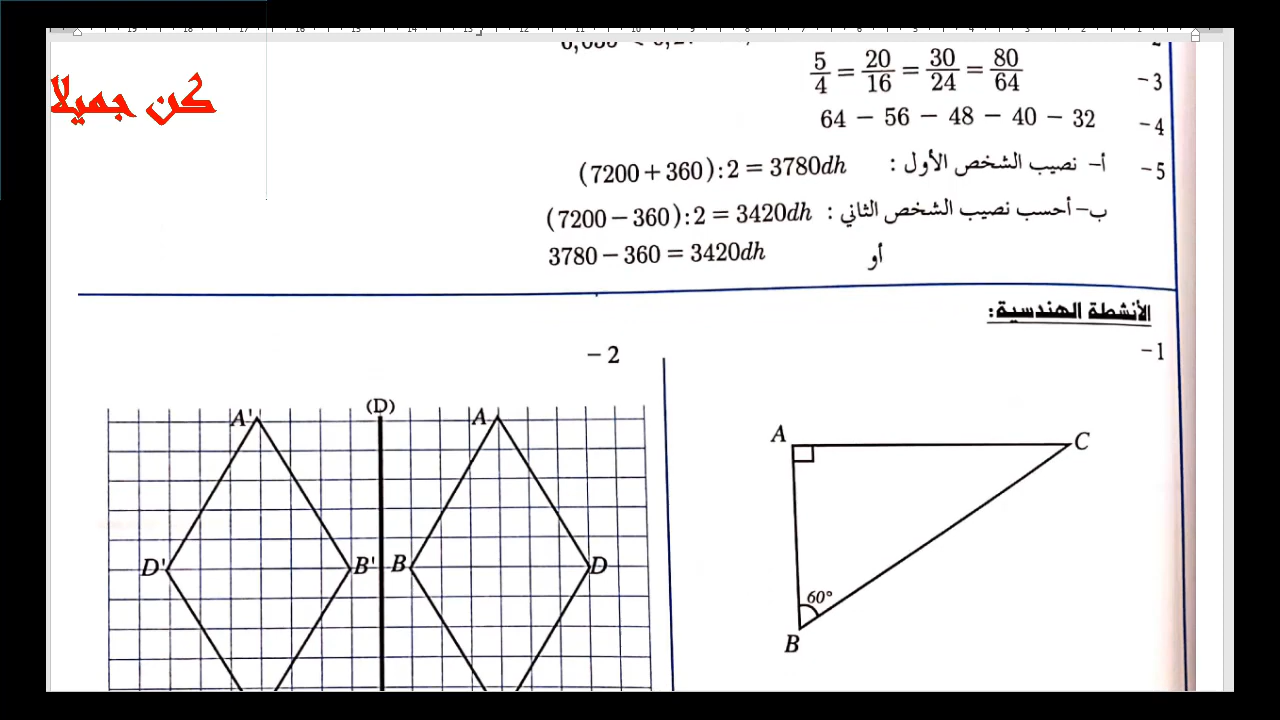 كن جميلا
-3 5/4 = 20/16 = 30/24 = 80/64
-4 64 - 56 - 48 - 40 - 32
-5 أ- نصيب الشخص الأول : (7200+360):2=3780dh
ب- أحسب نصيب الشخص الثاني : (7200-360):2=3420dh
أو 3780-360=3420dh
الأنشطة الهندسية:
-1
A
C
60°
B
-2
(D)
A' A
D' B' B D